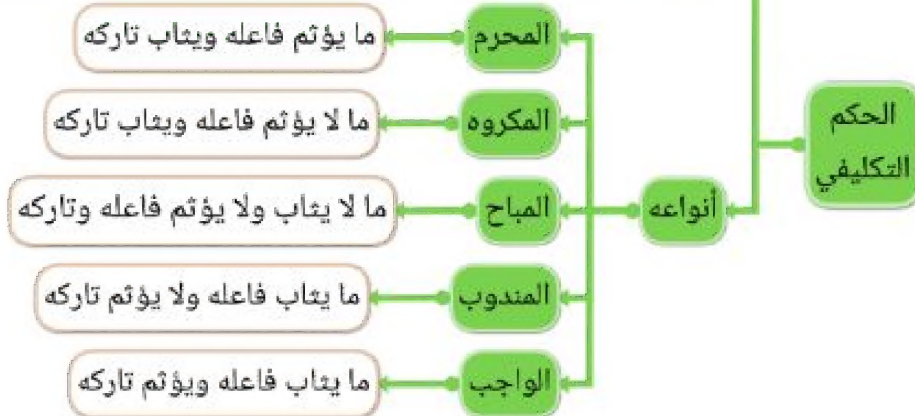 الحكم
التكليفي
أنواعه
المحرم
ما يؤثم فاعله ويثاب تاركه
المكروه
ما لا يؤثم فاعله ويثاب تاركه
المباح
ما لا يثاب ولا يؤثم فاعله وتاركه
المندوب
ما يثاب فاعله ولا يؤثم تاركه
الواجب
ما يثاب فاعله ويؤثم تاركه